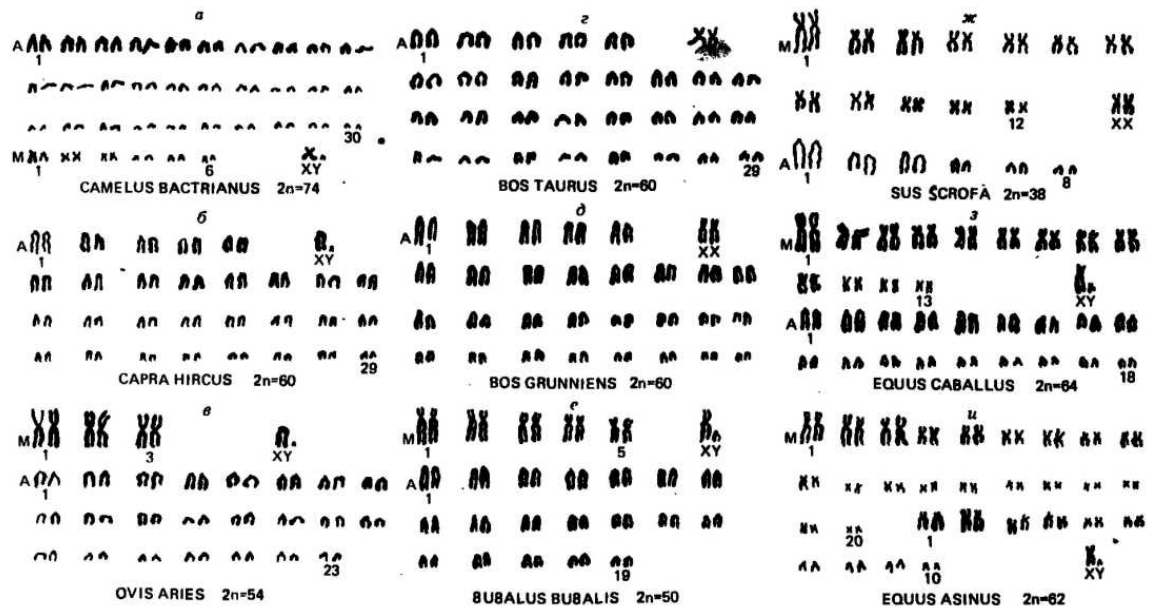 а
A
1
30
M
1
6
XY
CAMELUS BACTRIANUS 2n=74
б
A
1
XY
29
CAPRA HIRCUS 2n=60
в
M
1
3
XY
A
1
23
OVIS ARIES 2n=54
г
A
1
29
BOS TAURUS 2n=60
д
A
1
XX
BOS GRUNNIENS 2n=60
е
M
1
5
XY
A
1
19
BUBALUS BUBALIS 2n=50
ж
M
1
12
XX
A
1
8
SUS SCROFA 2n=38
з
M
1
13
XY
A
1
18
EQUUS CABALLUS 2n=64
и
M
1
20
1
10
XY
EQUUS ASINUS 2n=62